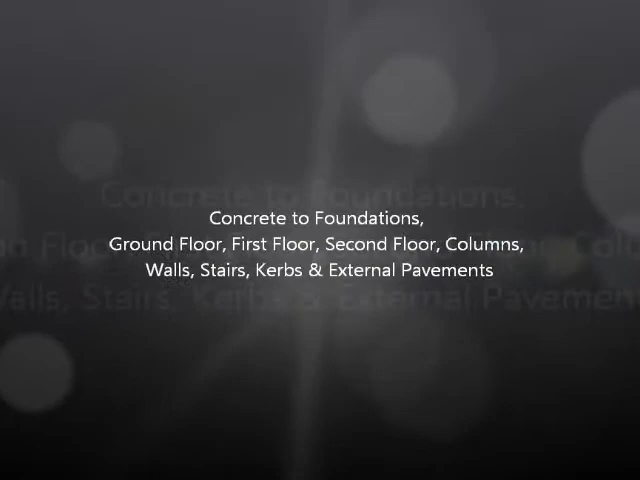 Concrete to Foundations,
Ground Floor, First Floor, Second Floor, Columns,
Walls, Stairs, Kerbs & External Pavements